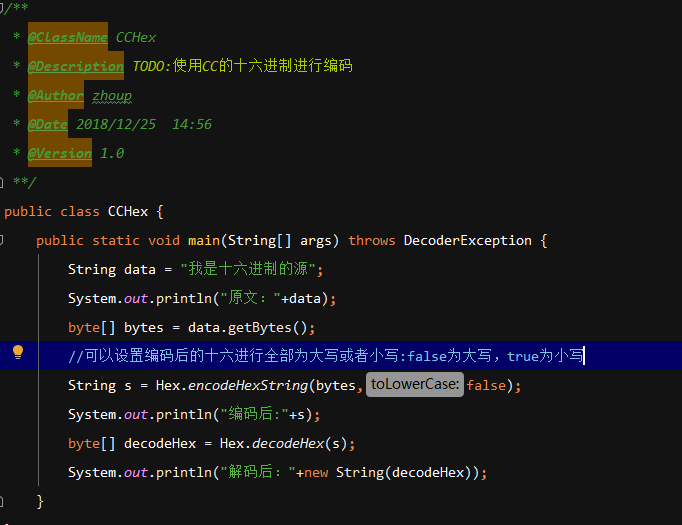 /**
* @ClassName CCHex
* @Description TODO:使用CC的十六进制进行编码
* @Author zhoup
* @Date 2018/12/25 14:56
* @Version 1.0
**/
public class CCHex {
public static void main(String[] args) throws DecoderException {
String data = "我是十六进制的源";
System.out.println("原文："+data);
byte[] bytes = data.getBytes();
//可以设置编码后的十六进行全部为大写或者小写:false为大写，true为小写
String s = Hex.encodeHexString(bytes, toLowerCase: false);
System.out.println("编码后:"+s);
byte[] decodeHex = Hex.decodeHex(s);
System.out.println("解码后："+new String(decodeHex));
}